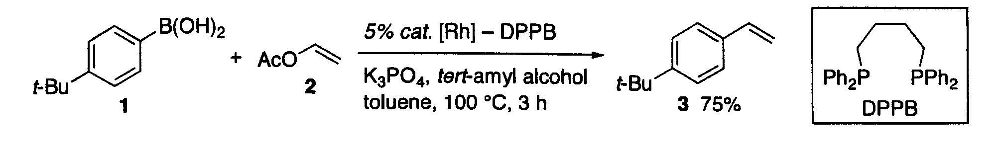 B(OH)₂
t-Bu
1
+
AcO
2
5% cat. [Rh] – DPPB
K₃PO₄, tert-amyl alcohol
toluene, 100 °C, 3 h
t-Bu
3 75%
Ph₂P PPh₂
DPPB